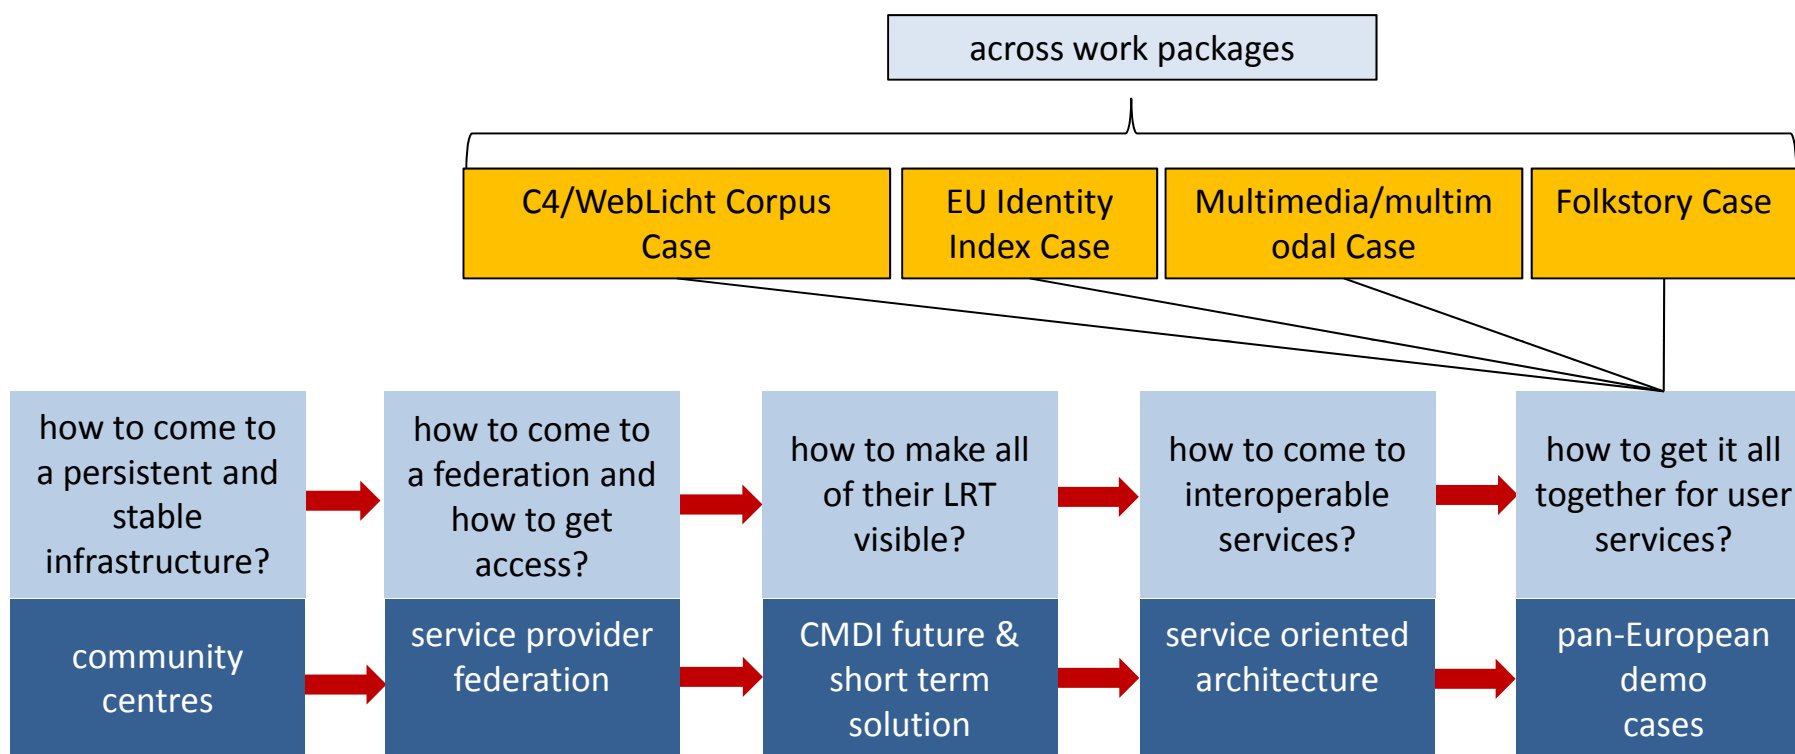 across work packages
C4/WebLicht Corpus
Case
EU Identity
Index Case
Multimedia/multim
odal Case
Folkstory Case
how to come to
a persistent and
stable
infrastructure?
how to come to
a federation and
how to get
access?
how to make all
of their LRT
visible?
how to come to
interoperable
services?
how to get it all
together for user
services?
community
centres
service provider
federation
CMDI future &
short term
solution
service oriented
architecture
pan-European
demo
cases